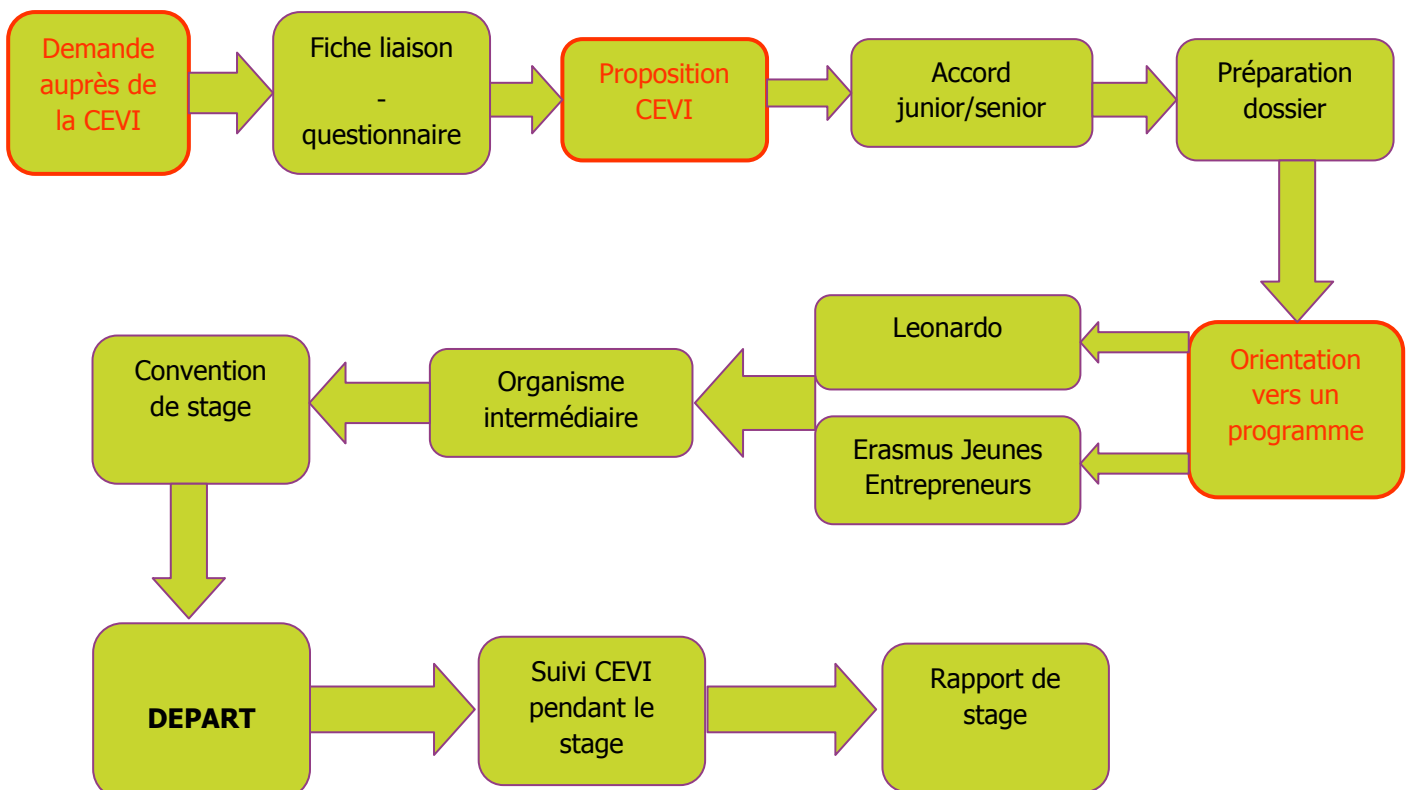 Demande
auprès de
la CEVI
Fiche liaison
-
questionnaire
Proposition
CEVI
Accord
junior/senior
Préparation
dossier
Orientation
vers un
programme
Leonardo
Erasmus Jeunes
Entrepreneurs
Organisme
intermédiaire
Convention
de stage
DEPART
Suivi CEVI
pendant le
stage
Rapport de
stage